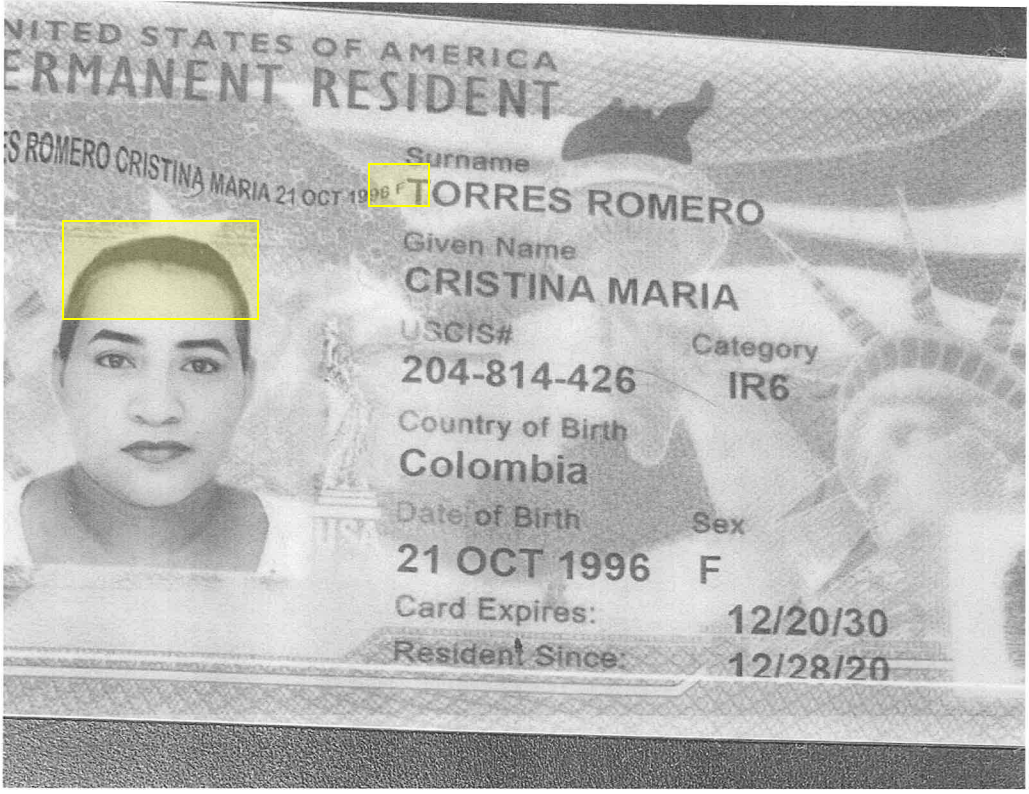 NITED STATES OF AMERICA
ERMANENT RESIDENT
ES ROMERO CRISTINA MARIA 21 OCT 1996 F
Surname
TORRES ROMERO
Given Name
CRISTINA MARIA
USCIS#
204-814-426
Category
IR6
Country of Birth
Colombia
Date of Birth
21 OCT 1996
Sex
F
Card Expires: 12/20/30
Resident Since: 12/28/20
USA